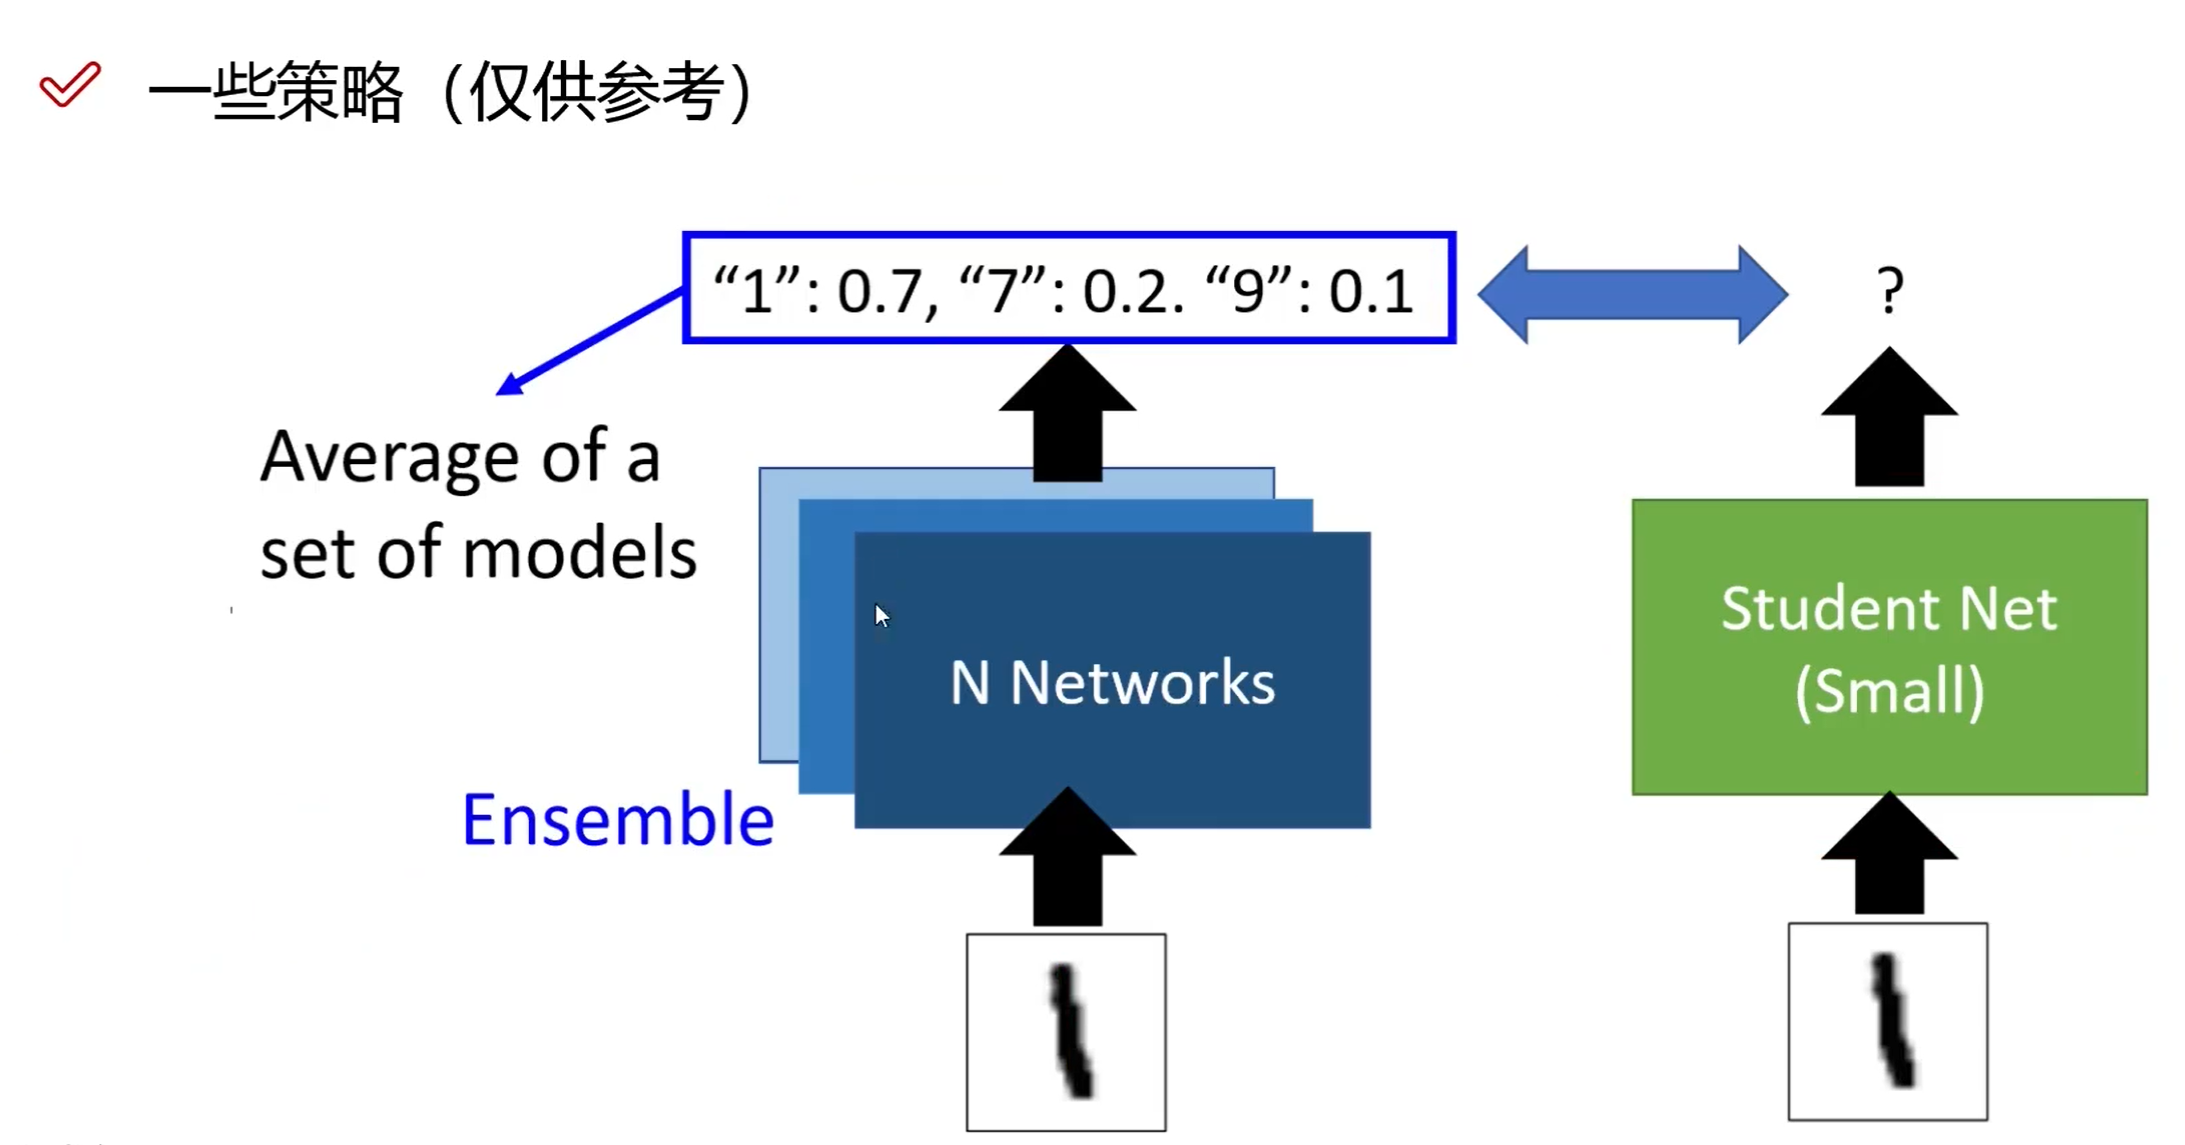 一些策略（仅供参考）
“1”: 0.7, “7”: 0.2. “9”: 0.1
?
Average of a
set of models
N Networks
Student Net
(Small)
Ensemble